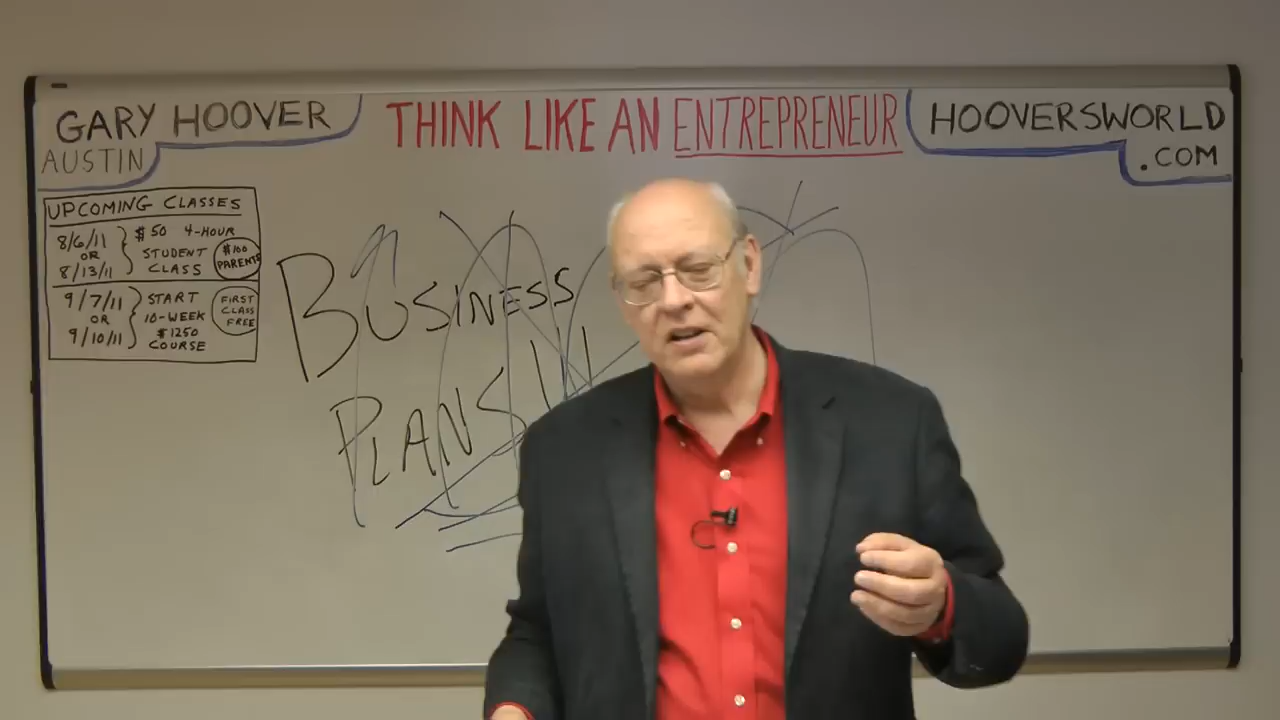 GARY HOOVER
AUSTIN
THINK LIKE AN ENTREPRENEUR
HOOVERSWORLD
.COM
UPCOMING CLASSES
8/6/11
OR
8/13/11
$50 4-HOUR
STUDENT
CLASS
$100
PARENTS
9/7/11
OR
9/10/11
START
10-WEEK
$1250
COURSE
FIRST
CLASS
FREE
BUSINESS
PLANS